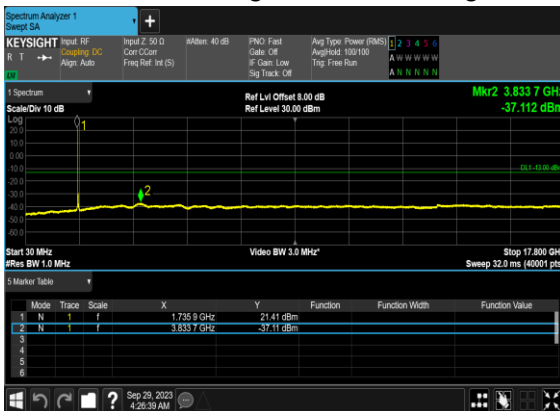 Spectrum Analyzer 1
Swept SA
KEYSIGHT Input: RF Input Z: 50 Ω #Atten: 40 dB PNO: Fast Avg Type: Power (RMS) 1 2 3 4 5 6
R T Coupling: DC Corr CCorr Gate: Off Avg|Hold: 100/100 A W W W W W
Align: Auto Freq Ref: Int (S) IF Gain: Low Trig: Free Run
LV Sig Track: Off A N N N N N
1 Spectrum Ref Lvl Offset 8.00 dB Mkr2 3.833 7 GHz
Scale/Div 10 dB Ref Level 30.00 dBm -37.112 dBm
Log
20.0
10.0
0.00
-10.0
DL1 -13.00 dBm
-20.0
-30.0
-40.0
-50.0
-60.0
1
2
Start 30 MHz Video BW 3.0 MHz* Stop 17.800 GHz
#Res BW 1.0 MHz Sweep 32.0 ms (40001 pts)
5 Marker Table
Mode Trace Scale X Y Function Function Width Function Value
1 N 1 f 1.735 9 GHz 21.41 dBm
2 N 1 f 3.833 7 GHz -37.11 dBm
3
4
5
6
? Sep 29, 2023
4:26:39 AM